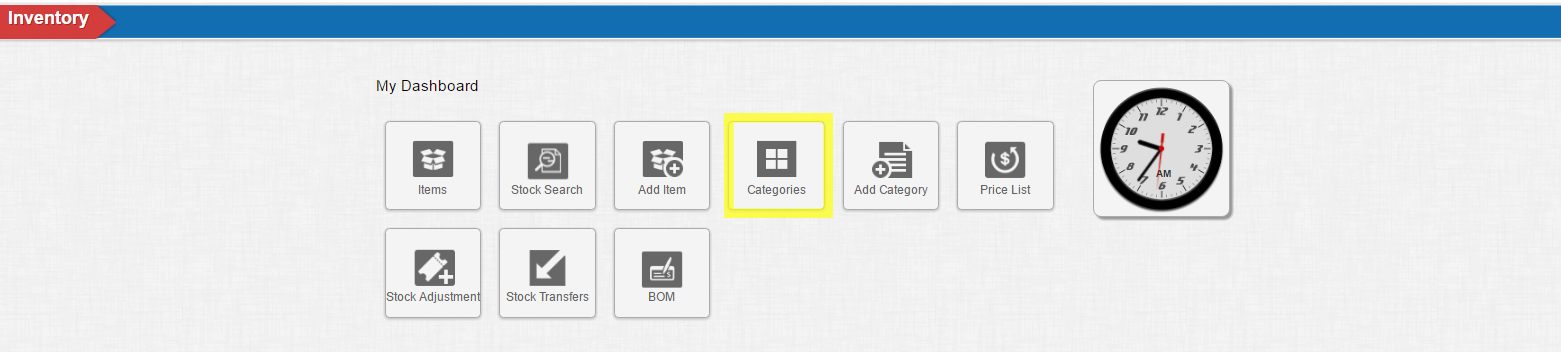 Inventory
My Dashboard
Items
Stock Search
Add Item
Categories
Add Category
Price List
12
1
2
3
4
5
6
7
8
9
10
11
AM
Stock Adjustment
Stock Transfers
BOM